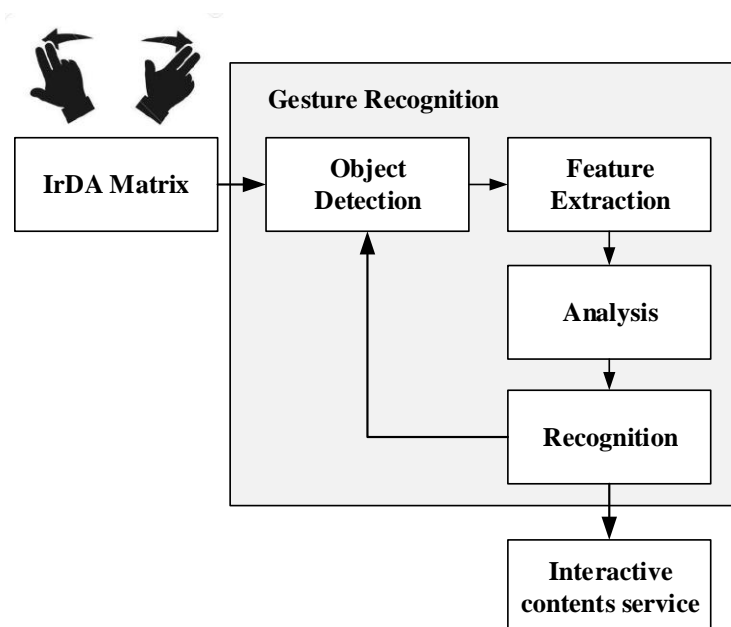 Gesture Recognition
IrDA Matrix
Object
Detection
Feature
Extraction
Analysis
Recognition
Interactive
contents service